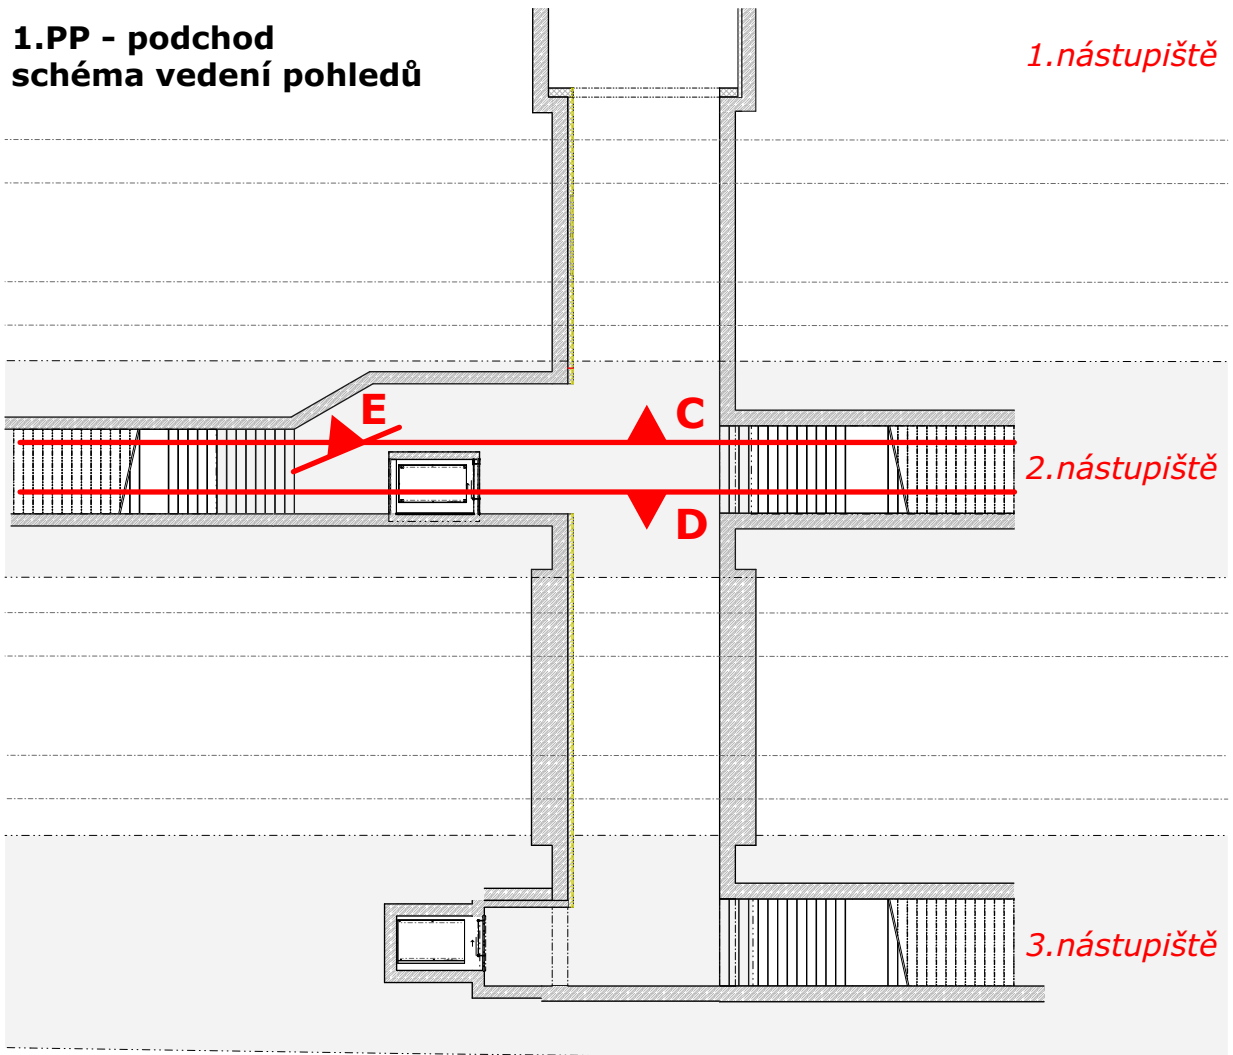 1.PP - podchod
schéma vedení pohledů
1.nástupiště
E
C
2.nástupiště
D
3.nástupiště